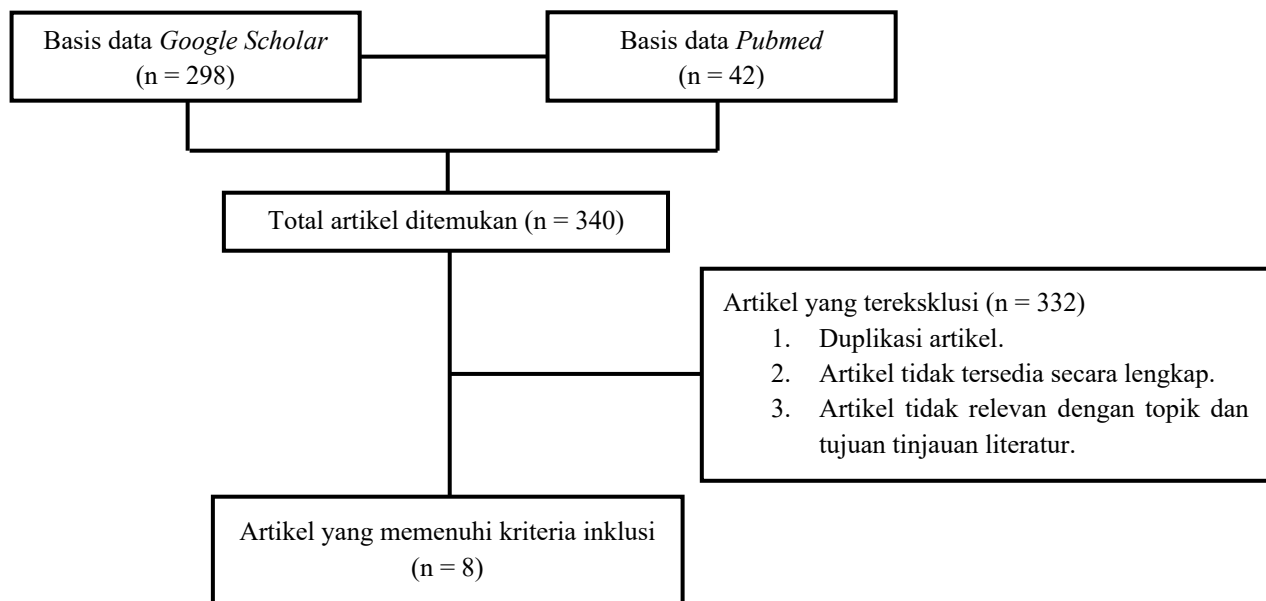 Basis data Google Scholar
(n = 298)
Basis data Pubmed
(n = 42)
Total artikel ditemukan (n = 340)
Artikel yang tereksklusi (n = 332)
1. Duplikasi artikel.
2. Artikel tidak tersedia secara lengkap.
3. Artikel tidak relevan dengan topik dan
tujuan tinjauan literatur.
Artikel yang memenuhi kriteria inklusi
(n = 8)